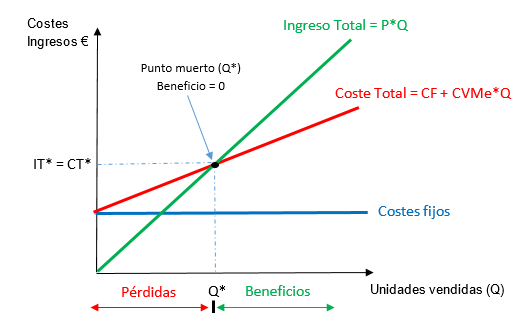 Costes
Ingresos €
Ingreso Total = P*Q
Punto muerto (Q*)
Beneficio = 0
Coste Total = CF + CVMe*Q
IT* = CT*
Costes fijos
Pérdidas
Q*
Beneficios
Unidades vendidas (Q)